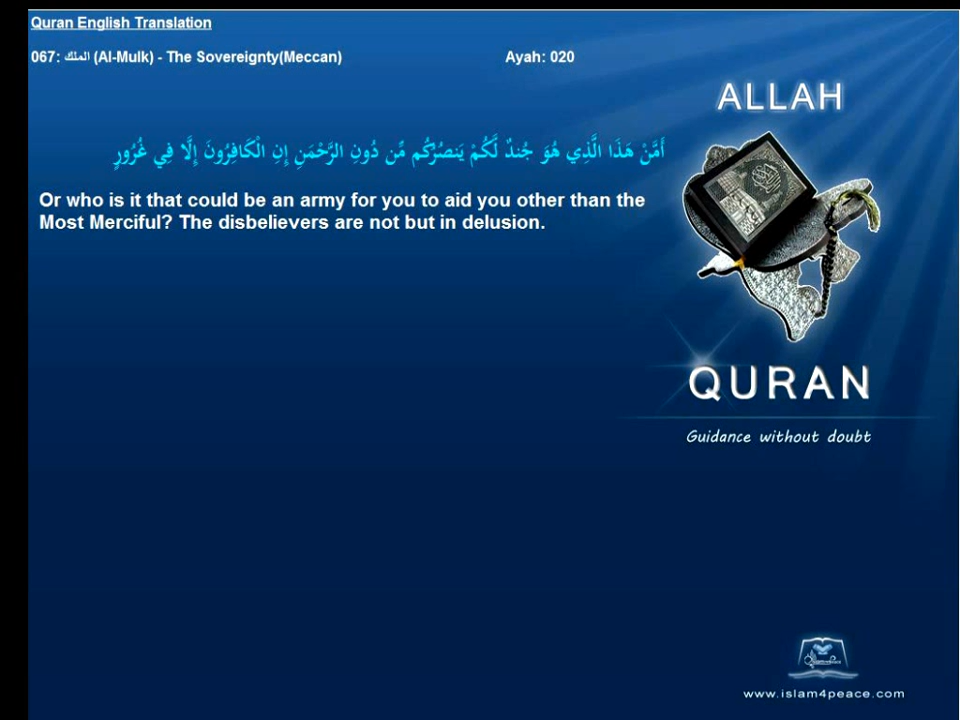 Quran English Translation
067: الملك (Al-Mulk) - The Sovereignty(Meccan) Ayah: 020
ALLAH
أَمَّنْ هَذَا الَّذِي هُوَ جُندٌ لَّكُمْ يَنصُرُكُم مِّن دُونِ الرَّحْمَنِ إِنِ الْكَافِرُونَ إِلَّا فِي غُرُورٍ
Or who is it that could be an army for you to aid you other than the
Most Merciful? The disbelievers are not but in delusion.
QURAN
Guidance without doubt
www.islam4peace.com